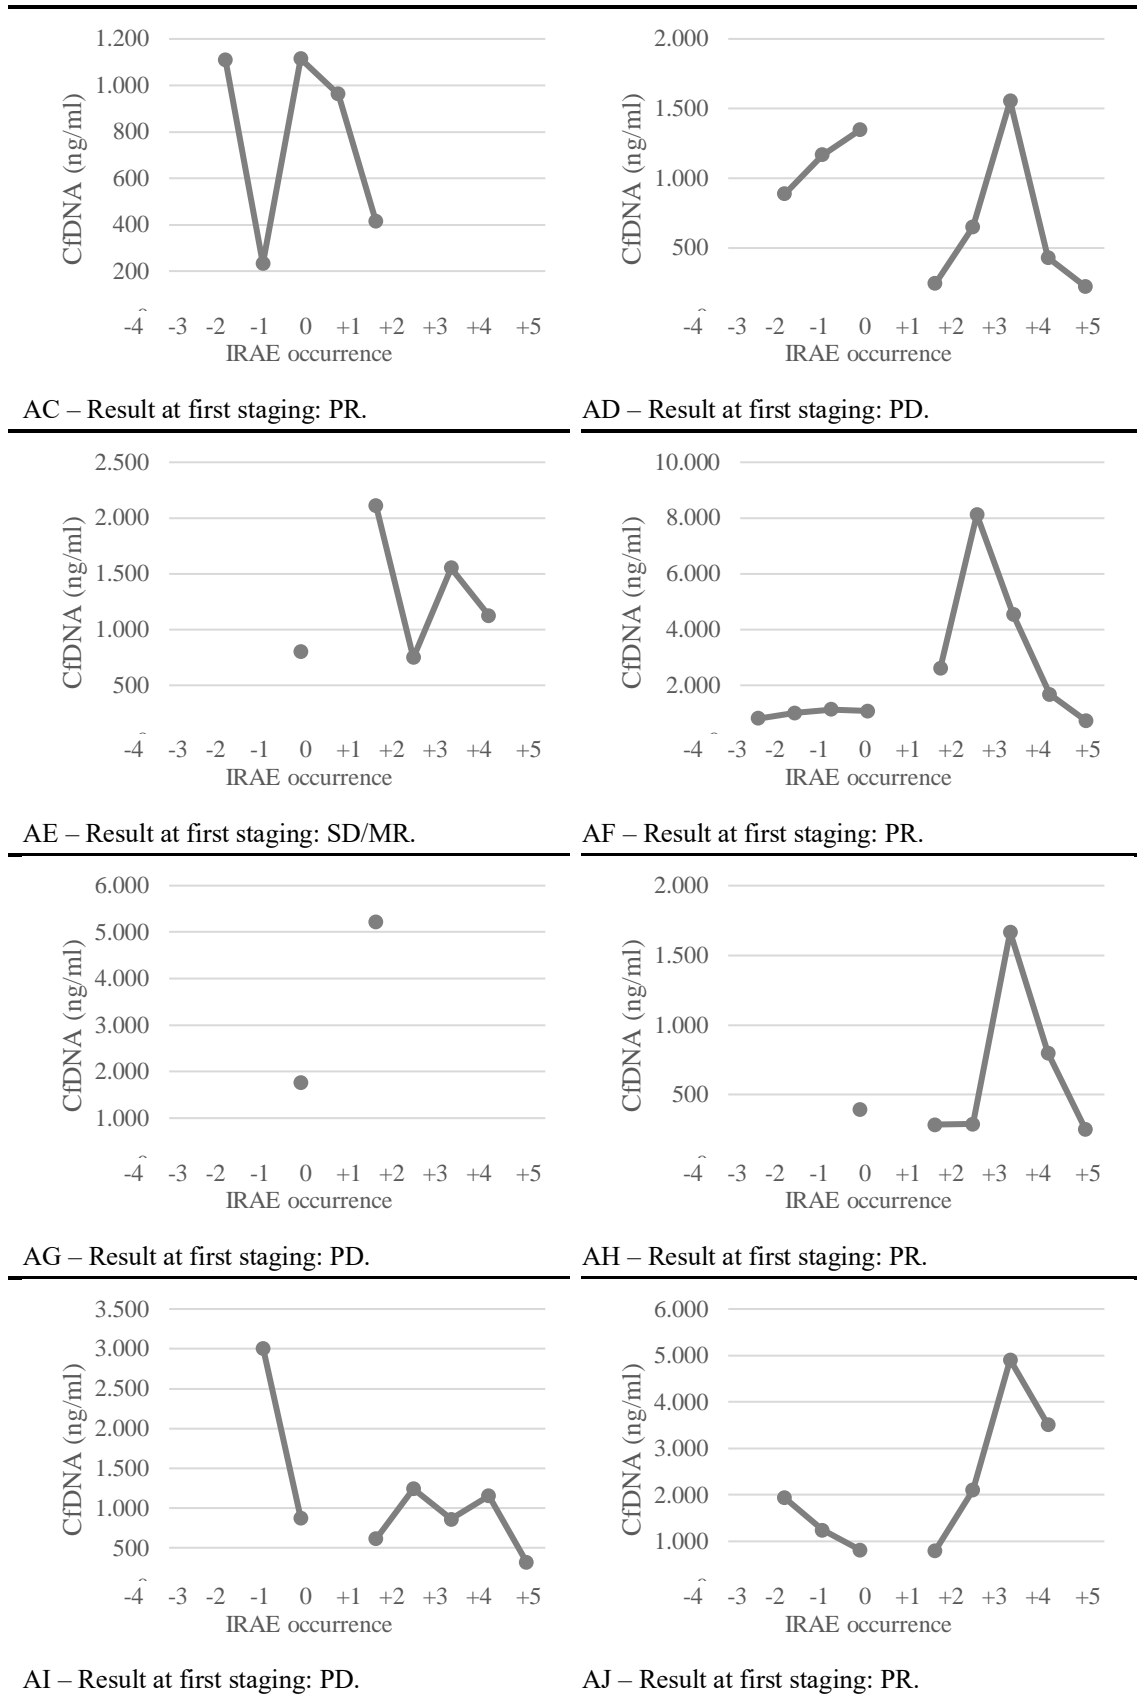 1.200
1.000
800
600
400
200
CfDNA (ng/ml)
-4 -3 -2 -1 0 +1 +2 +3 +4 +5
IRAE occurrence
AC – Result at first staging: PR.
2.000
1.500
1.000
500
CfDNA (ng/ml)
-4 -3 -2 -1 0 +1 +2 +3 +4 +5
IRAE occurrence
AD – Result at first staging: PD.
2.500
2.000
1.500
1.000
500
CfDNA (ng/ml)
-4 -3 -2 -1 0 +1 +2 +3 +4 +5
IRAE occurrence
AE – Result at first staging: SD/MR.
10.000
8.000
6.000
4.000
2.000
CfDNA (ng/ml)
-4 -3 -2 -1 0 +1 +2 +3 +4 +5
IRAE occurrence
AF – Result at first staging: PR.
6.000
5.000
4.000
3.000
2.000
1.000
CfDNA (ng/ml)
-4 -3 -2 -1 0 +1 +2 +3 +4 +5
IRAE occurrence
AG – Result at first staging: PD.
2.000
1.500
1.000
500
CfDNA (ng/ml)
-4 -3 -2 -1 0 +1 +2 +3 +4 +5
IRAE occurrence
AH – Result at first staging: PR.
3.500
3.000
2.500
2.000
1.500
1.000
500
CfDNA (ng/ml)
-4 -3 -2 -1 0 +1 +2 +3 +4 +5
IRAE occurrence
AI – Result at first staging: PD.
6.000
5.000
4.000
3.000
2.000
1.000
CfDNA (ng/ml)
-4 -3 -2 -1 0 +1 +2 +3 +4 +5
IRAE occurrence
AJ – Result at first staging: PR.